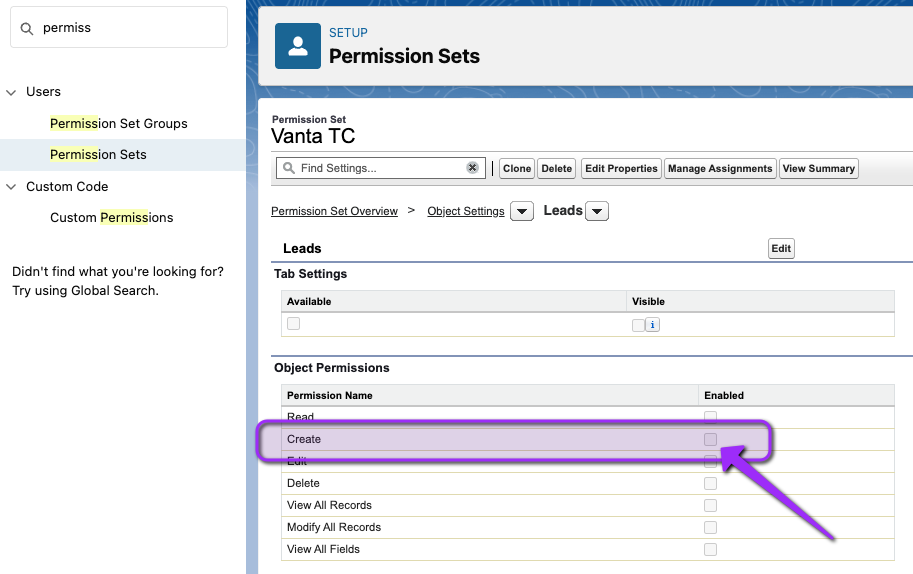 permiss
Users
Permission Set Groups
Permission Sets
Custom Code
Custom Permissions
Didn't find what you're looking for?
Try using Global Search.
SETUP
Permission Sets
Permission Set
Vanta TC
Find Settings... Clone Delete Edit Properties Manage Assignments View Summary
Permission Set Overview > Object Settings Leads
Leads Edit
Tab Settings
Available Visible
i
Object Permissions
Permission Name Enabled
Read
Create
Edit
Delete
View All Records
Modify All Records
View All Fields